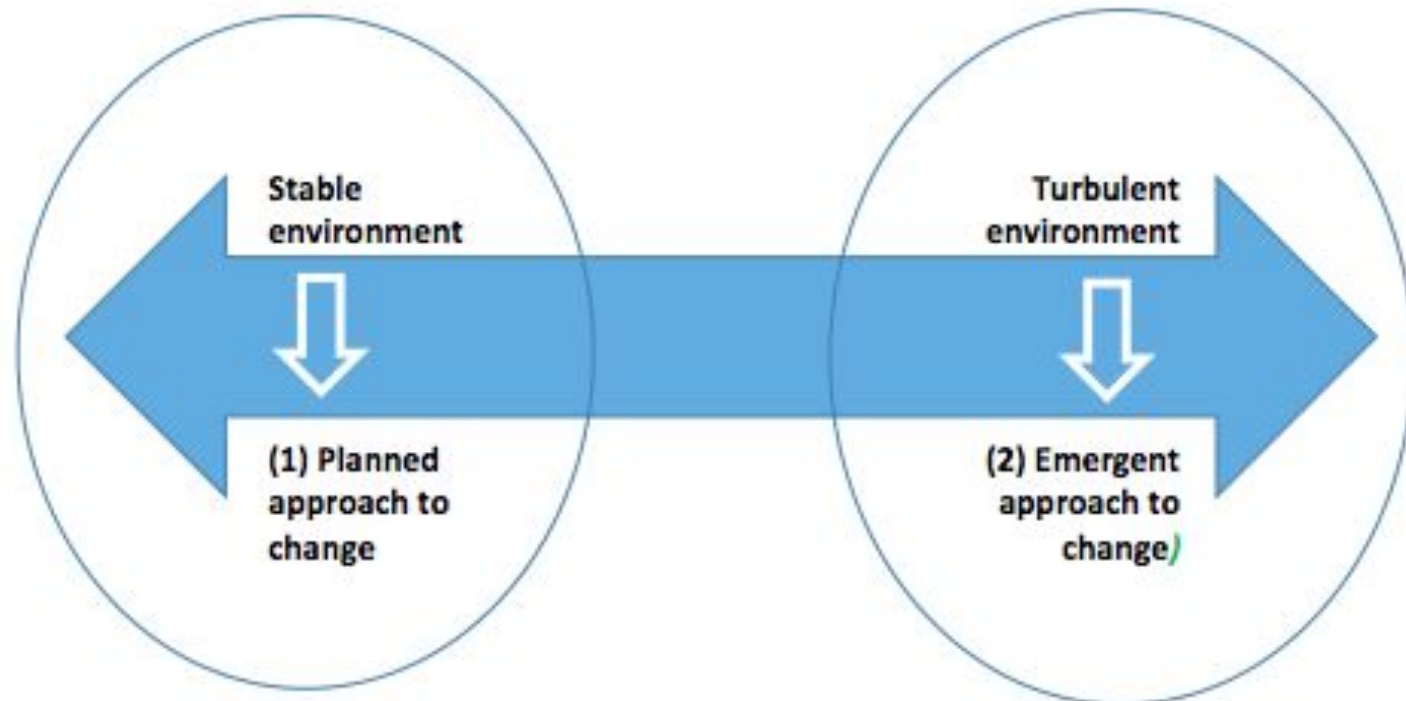 Stable
environment
Turbulent
environment
(1) Planned
approach to
change
(2) Emergent
approach to
change)